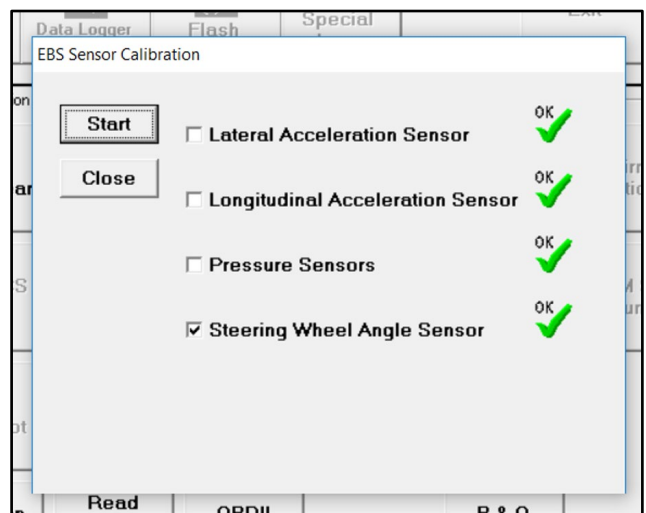 Data Logger
Flash
Special
EBS Sensor Calibration
on
Start
OK
Lateral Acceleration Sensor
Close
OK
Longitudinal Acceleration Sensor
OK
Pressure Sensors
OK
Steering Wheel Angle Sensor
Read
OBDII